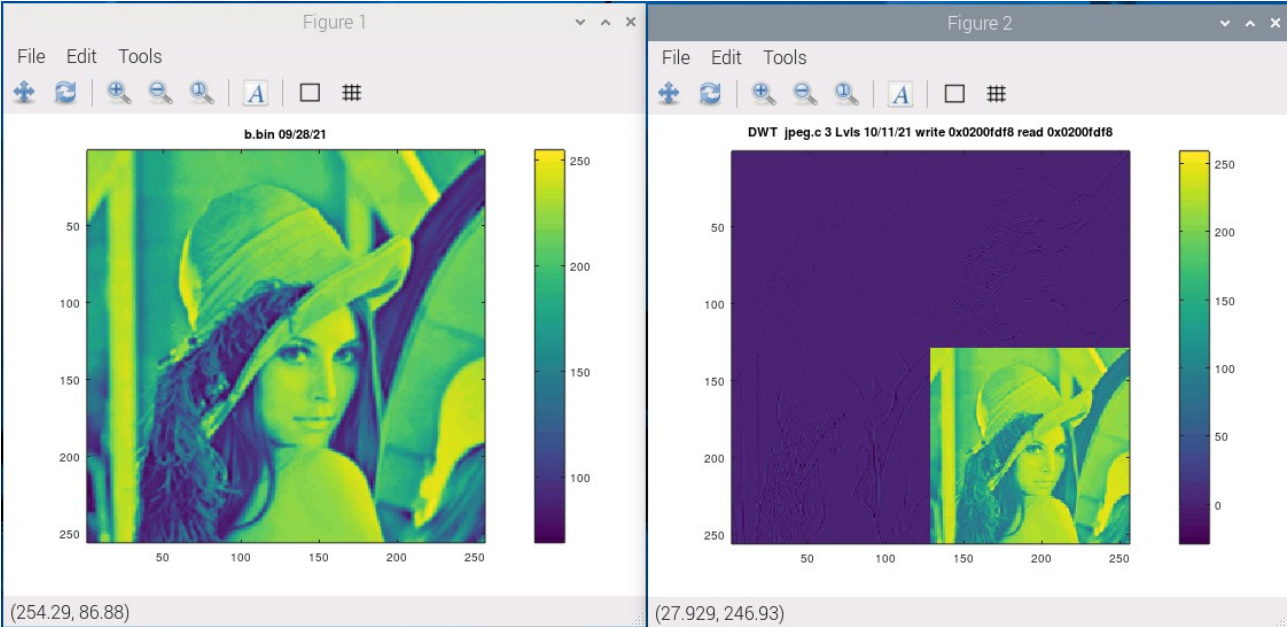 Figure 1
File Edit Tools
A
b.bin 09/28/21
50
100
150
200
250
50 100 150 200 250
250
200
150
100
(254.29, 86.88)
Figure 2
File Edit Tools
A
DWT jpeg.c 3 Lvls 10/11/21 write 0x0200fdf8 read 0x0200fdf8
50
100
150
200
250
50 100 150 200 250
250
200
150
100
50
0
(27.929, 246.93)